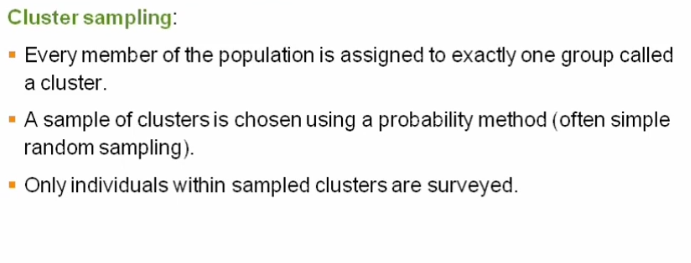 Cluster sampling:
▪ Every member of the population is assigned to exactly one group called
a cluster.
▪ A sample of clusters is chosen using a probability method (often simple
random sampling).
▪ Only individuals within sampled clusters are surveyed.